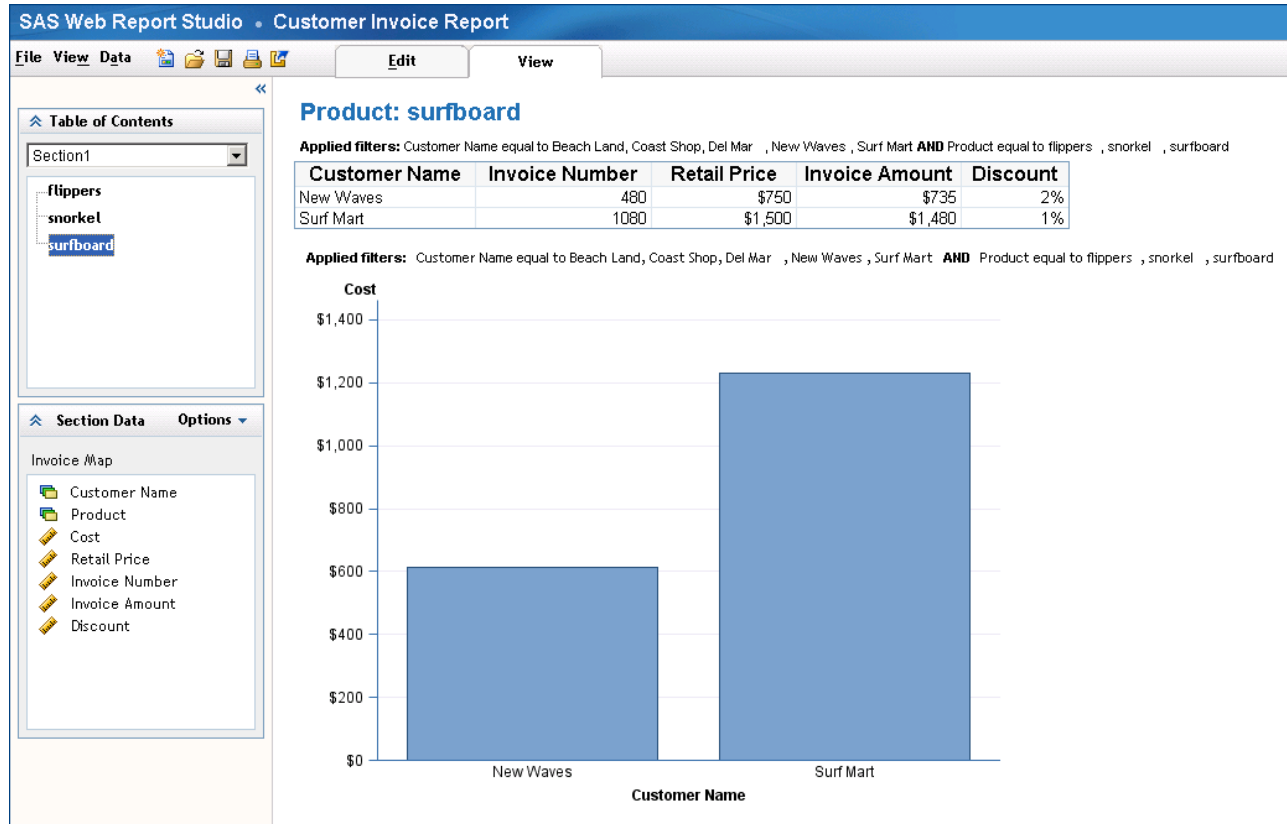 SAS Web Report Studio • Customer Invoice Report
File View Data Edit View
«
Table of Contents
Section1
flippers
snorkel
surfboard
Section Data Options
Invoice Map
Customer Name
Product
Cost
Retail Price
Invoice Number
Invoice Amount
Discount
Product: surfboard
Applied filters: Customer Name equal to Beach Land, Coast Shop, Del Mar , New Waves , Surf Mart AND Product equal to flippers , snorkel , surfboard
Customer Name Invoice Number Retail Price Invoice Amount Discount
New Waves 480 $750 $735 2%
Surf Mart 1080 $1,500 $1,480 1%
Applied filters: Customer Name equal to Beach Land, Coast Shop, Del Mar , New Waves , Surf Mart AND Product equal to flippers , snorkel , surfboard
Cost
$1,400
$1,200
$1,000
$800
$600
$400
$200
$0
New Waves Surf Mart
Customer Name